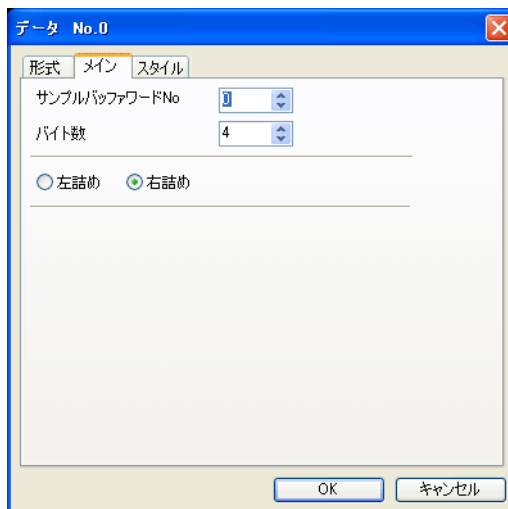 データ No.0
形式 メイン スタイル
サンプルバッファワードNo 0
バイト数 4
左詰め 右詰め
OK キャンセル